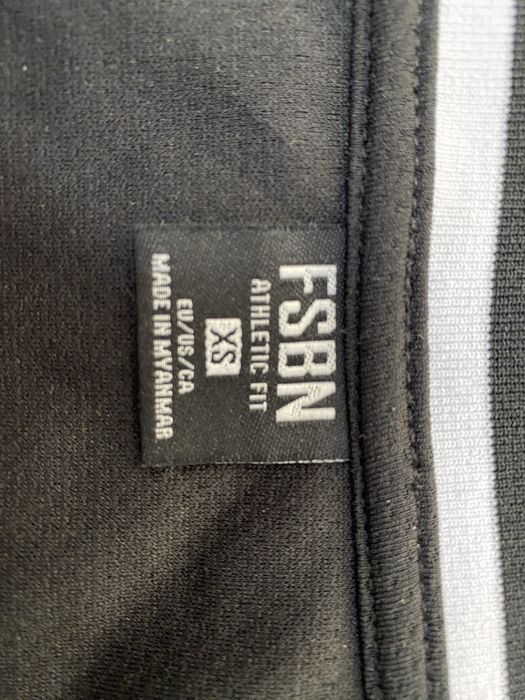 FSBN
ATHLETIC FIT
XS
EU/US/CA
MADE IN MYANMAR